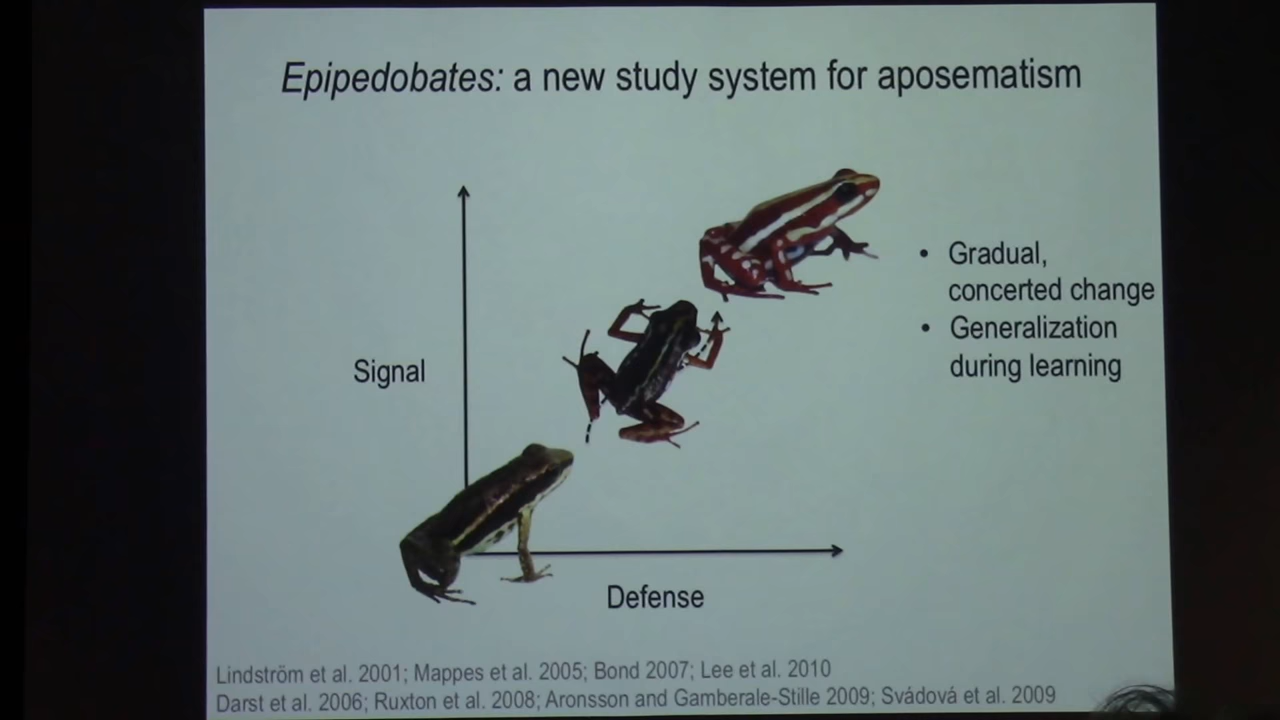 Epipedobates: a new study system for aposematism
Signal
Defense
• Gradual,
concerted change
• Generalization
during learning
Lindström et al. 2001; Mappes et al. 2005; Bond 2007; Lee et al. 2010
Darst et al. 2006; Ruxton et al. 2008; Aronsson and Gamberale-Stille 2009; Svádová et al. 2009